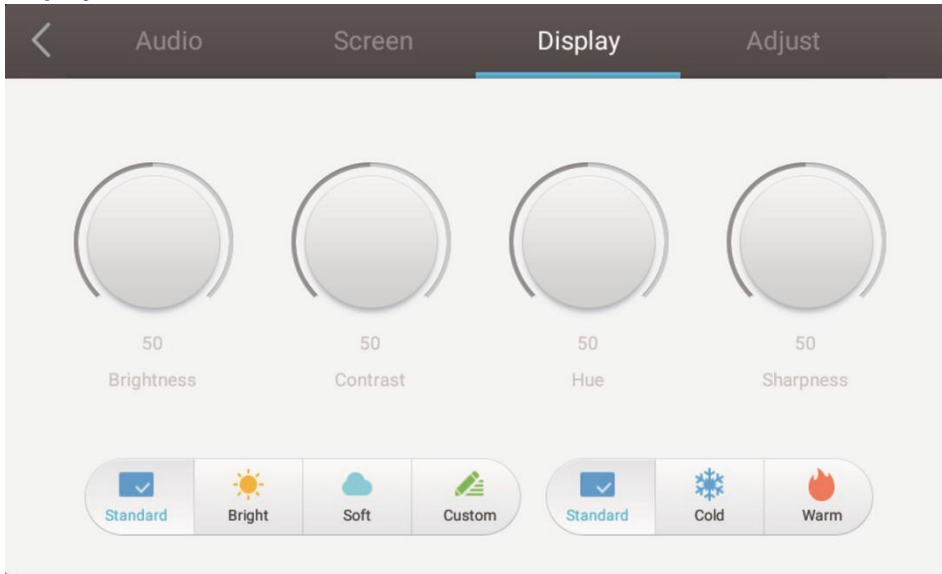 Audio Screen Display Adjust
50 50 50 50
Brightness Contrast Hue Sharpness
Standard Bright Soft Custom Standard Cold Warm